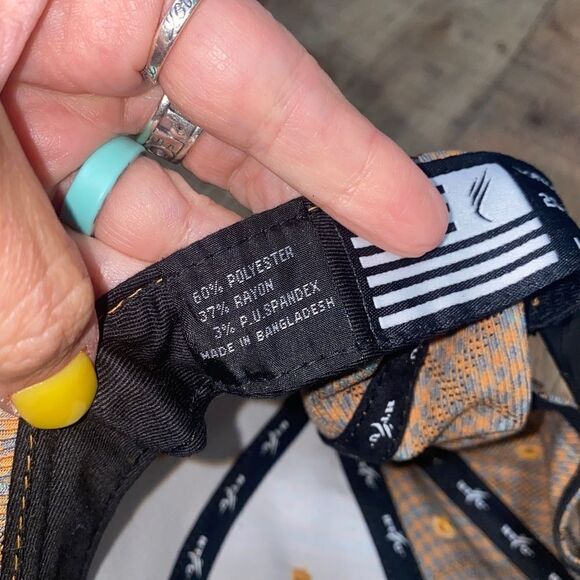 60% POLYESTER
37% RAYON
3% P.U.SPANDEX
MADE IN BANGLADESH